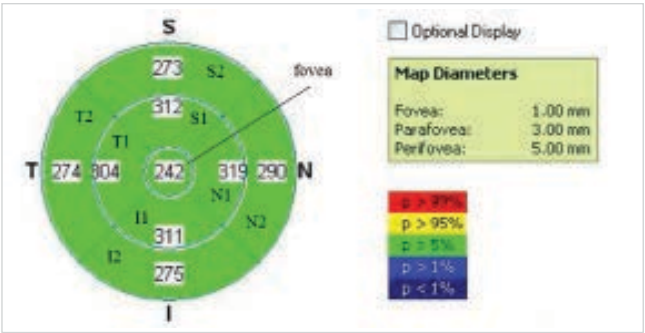 S
273 S2
fovea
T2 312 S1
T1
T 274 304 242 319 290 N
N1
I1 N2
311
I2
275
I
Optional Display
Map Diameters
Fovea: 1.00 mm
Parafovea: 3.00 mm
Perifovea: 5.00 mm
p > 99%
p > 95%
p > 5%
p > 1%
p < 1%